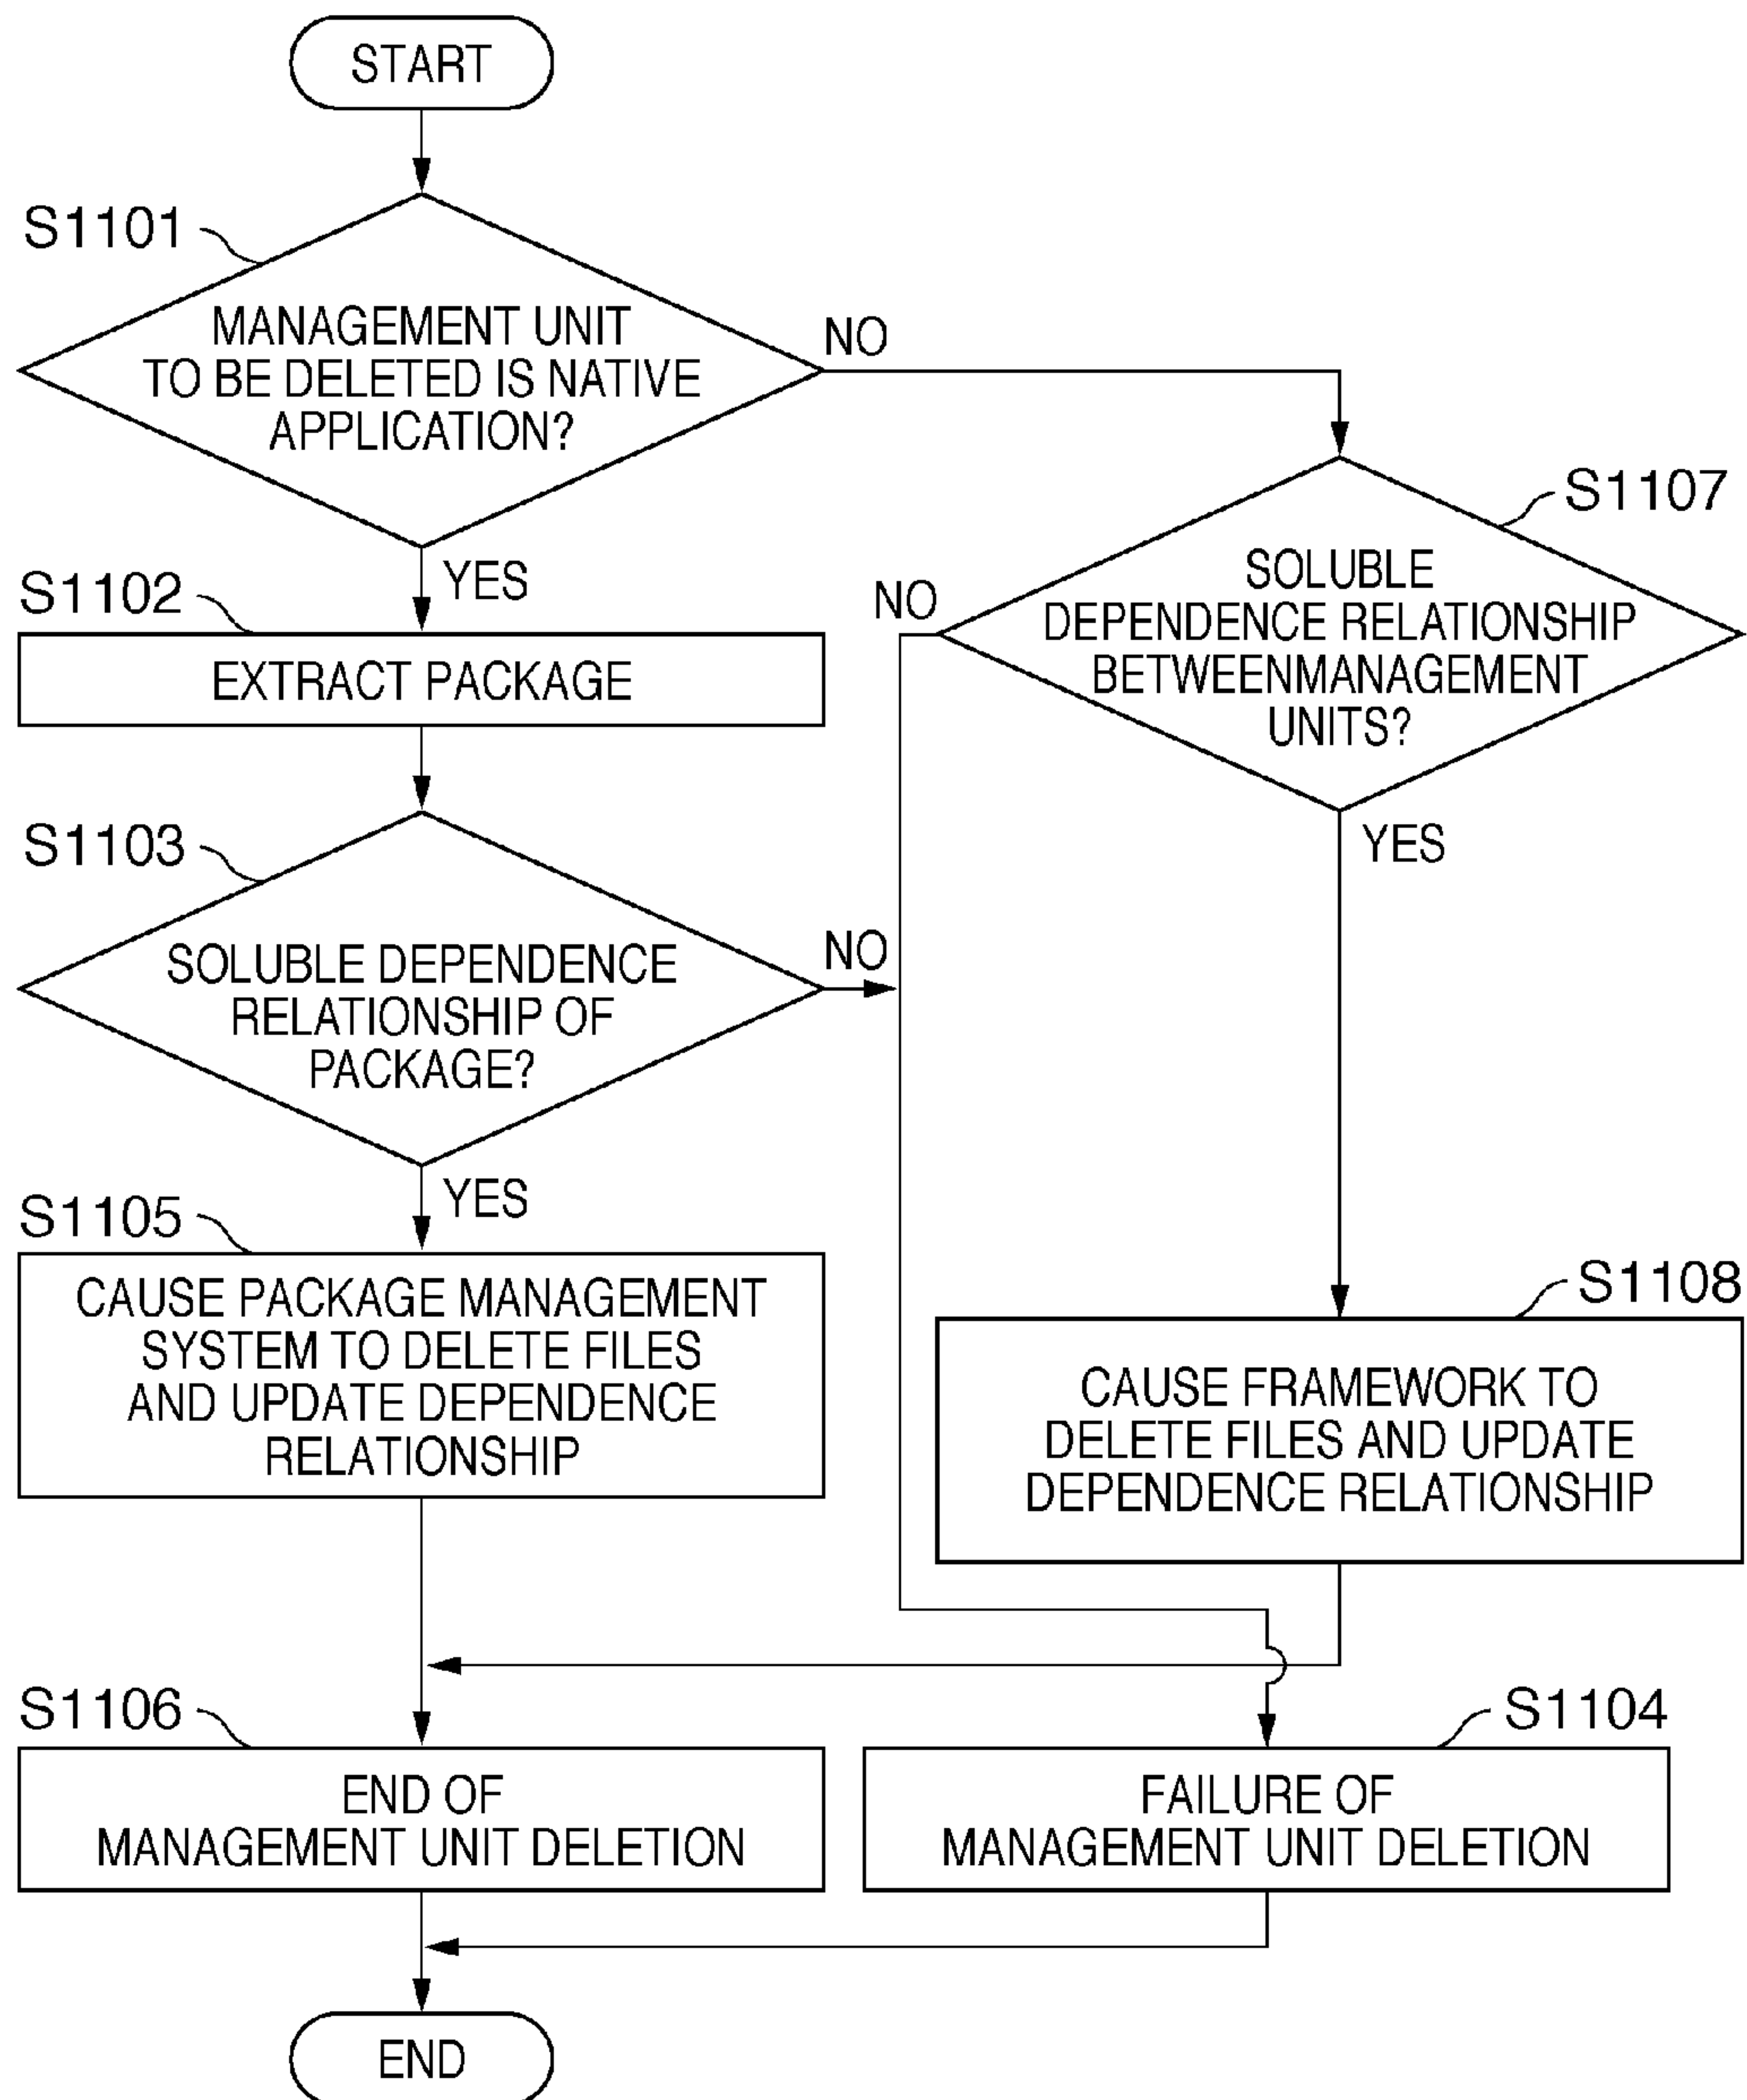 START
S1101
MANAGEMENT UNIT
TO BE DELETED IS NATIVE
APPLICATION?
NO
YES
S1102
EXTRACT PACKAGE
S1103
SOLUBLE DEPENDENCE
RELATIONSHIP OF
PACKAGE?
NO
YES
S1105
CAUSE PACKAGE MANAGEMENT
SYSTEM TO DELETE FILES
AND UPDATE DEPENDENCE
RELATIONSHIP
S1107
SOLUBLE
DEPENDENCE RELATIONSHIP
BETWEENMANAGEMENT
UNITS?
NO
YES
S1108
CAUSE FRAMEWORK TO
DELETE FILES AND UPDATE
DEPENDENCE RELATIONSHIP
S1106
END OF
MANAGEMENT UNIT DELETION
S1104
FAILURE OF
MANAGEMENT UNIT DELETION
END